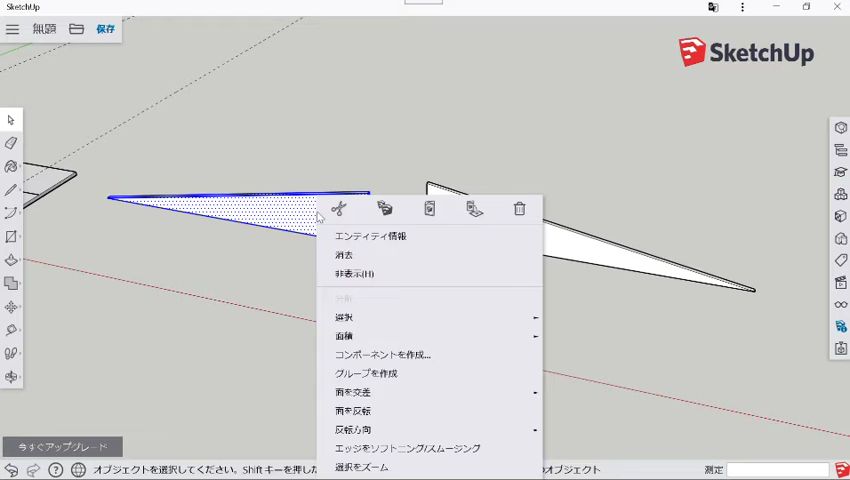 SketchUp
無題
保存
SketchUp
エンティティ情報
消去
非表示(H)
分解
選択
面積
コンポーネントを作成...
グループを作成
面を交差
面を反転
反転方向
エッジをソフトニング/スムージング
選択をズーム
今すぐアップグレード
オブジェクトを選択してください。Shift キーを押した
のオブジェクト
測定